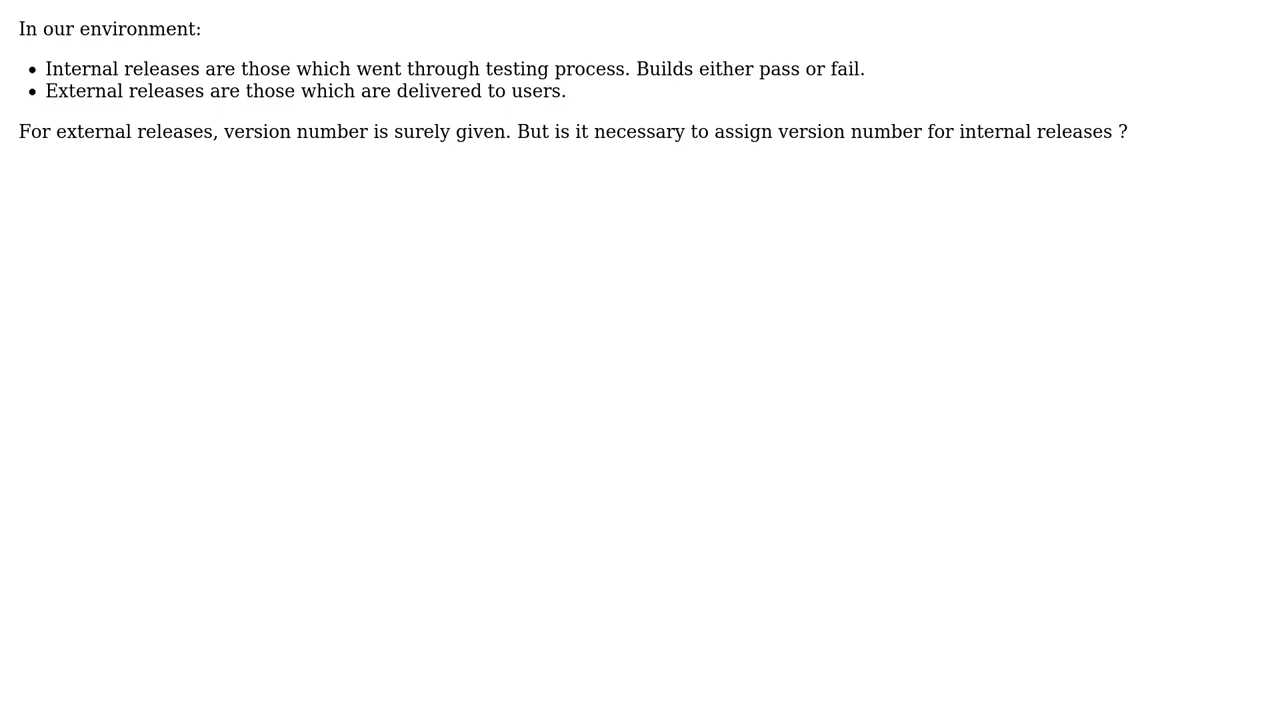 In our environment:
• Internal releases are those which went through testing process. Builds either pass or fail.
• External releases are those which are delivered to users.
For external releases, version number is surely given. But is it necessary to assign version number for internal releases ?